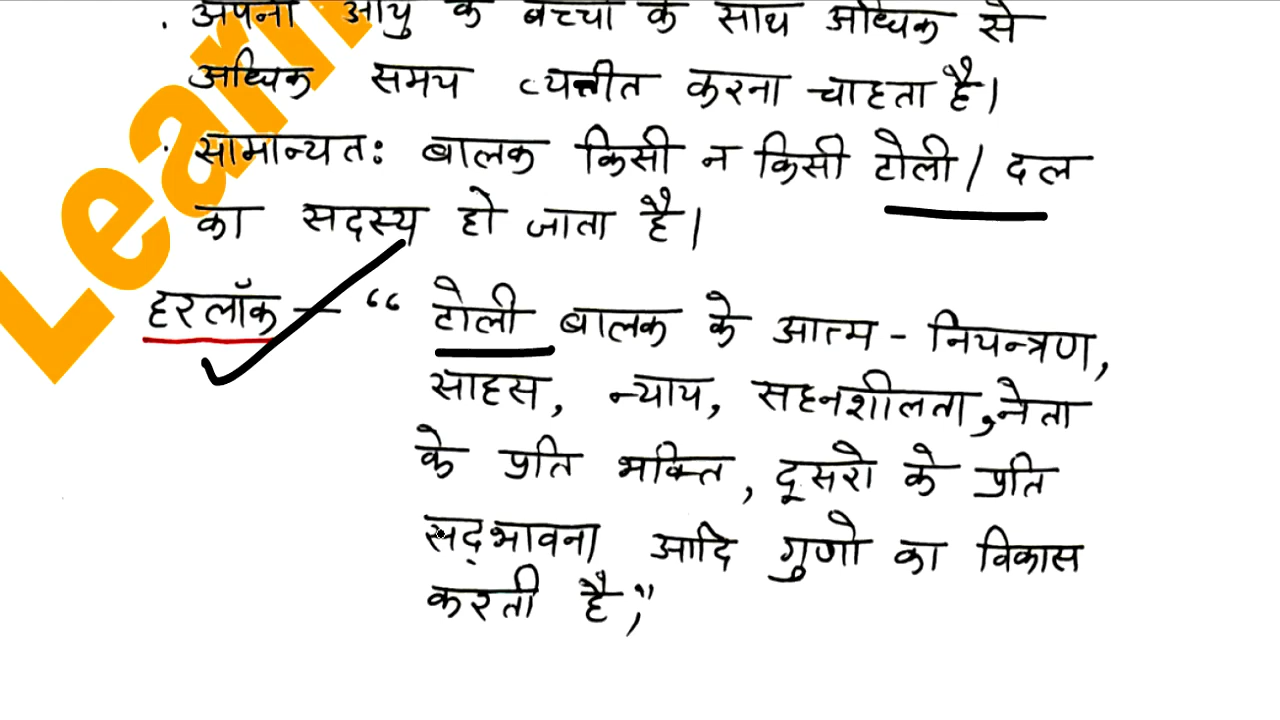 . अपनी आयु के बच्चों के साथ अधिक से
अधिक समय व्यतीत करना चाहता है।
. सामान्यतः बालक किसी न किसी टोली / दल
का सदस्य हो जाता है।
हरलॉक – “ टोली बालक के आत्म - नियन्त्रण,
साहस, न्याय, सहनशीलता, नेता
के प्रति भक्ति, दूसरो के प्रति
सद्भावना आदि गुणो का विकास
करती है,"
Learn